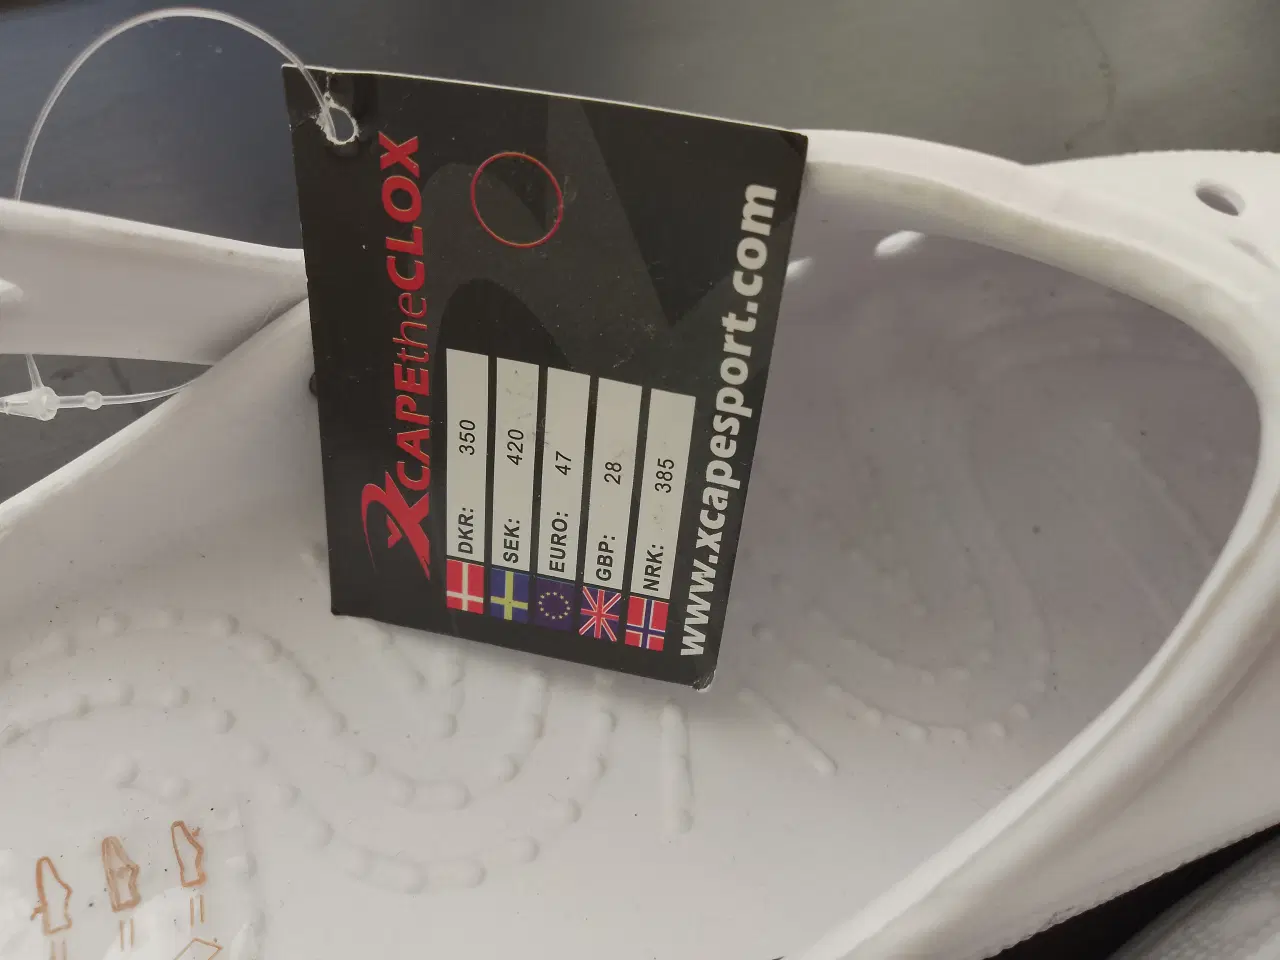 XCAPEtheCLOX
DKR: 350
SEK: 420
EURO: 47
GBP: 28
NRK: 385
www.xcapesport.com